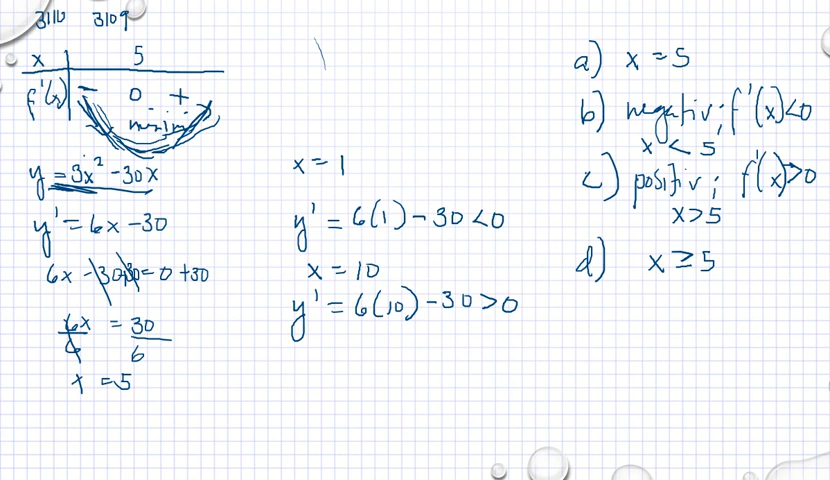 3110 3109
x 5
f'(x) - 0 +
minimi
y = 3x² - 30x
y' = 6x - 30
6x - 30 + 30 = 0 + 30
6x = 30
6 6
x = 5
x = 1
y' = 6(1) - 30 < 0
x = 10
y' = 6(10) - 30 > 0
a) x = 5
b) negativ; f'(x) < 0
x < 5
c) positiv; f'(x) > 0
x > 5
d) x ≥ 5